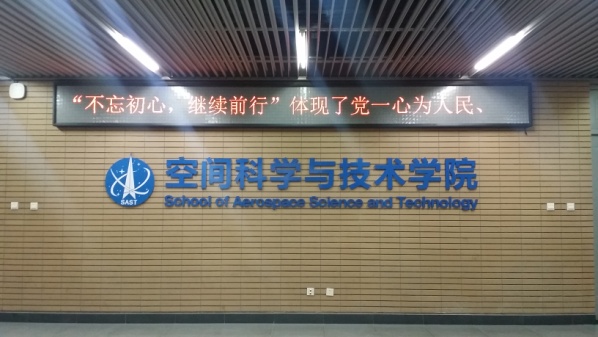 “不忘初心，继续前行”体现了党一心为人民、
空间科学与技术学院
School of Aerospace Science and Technology
SAST